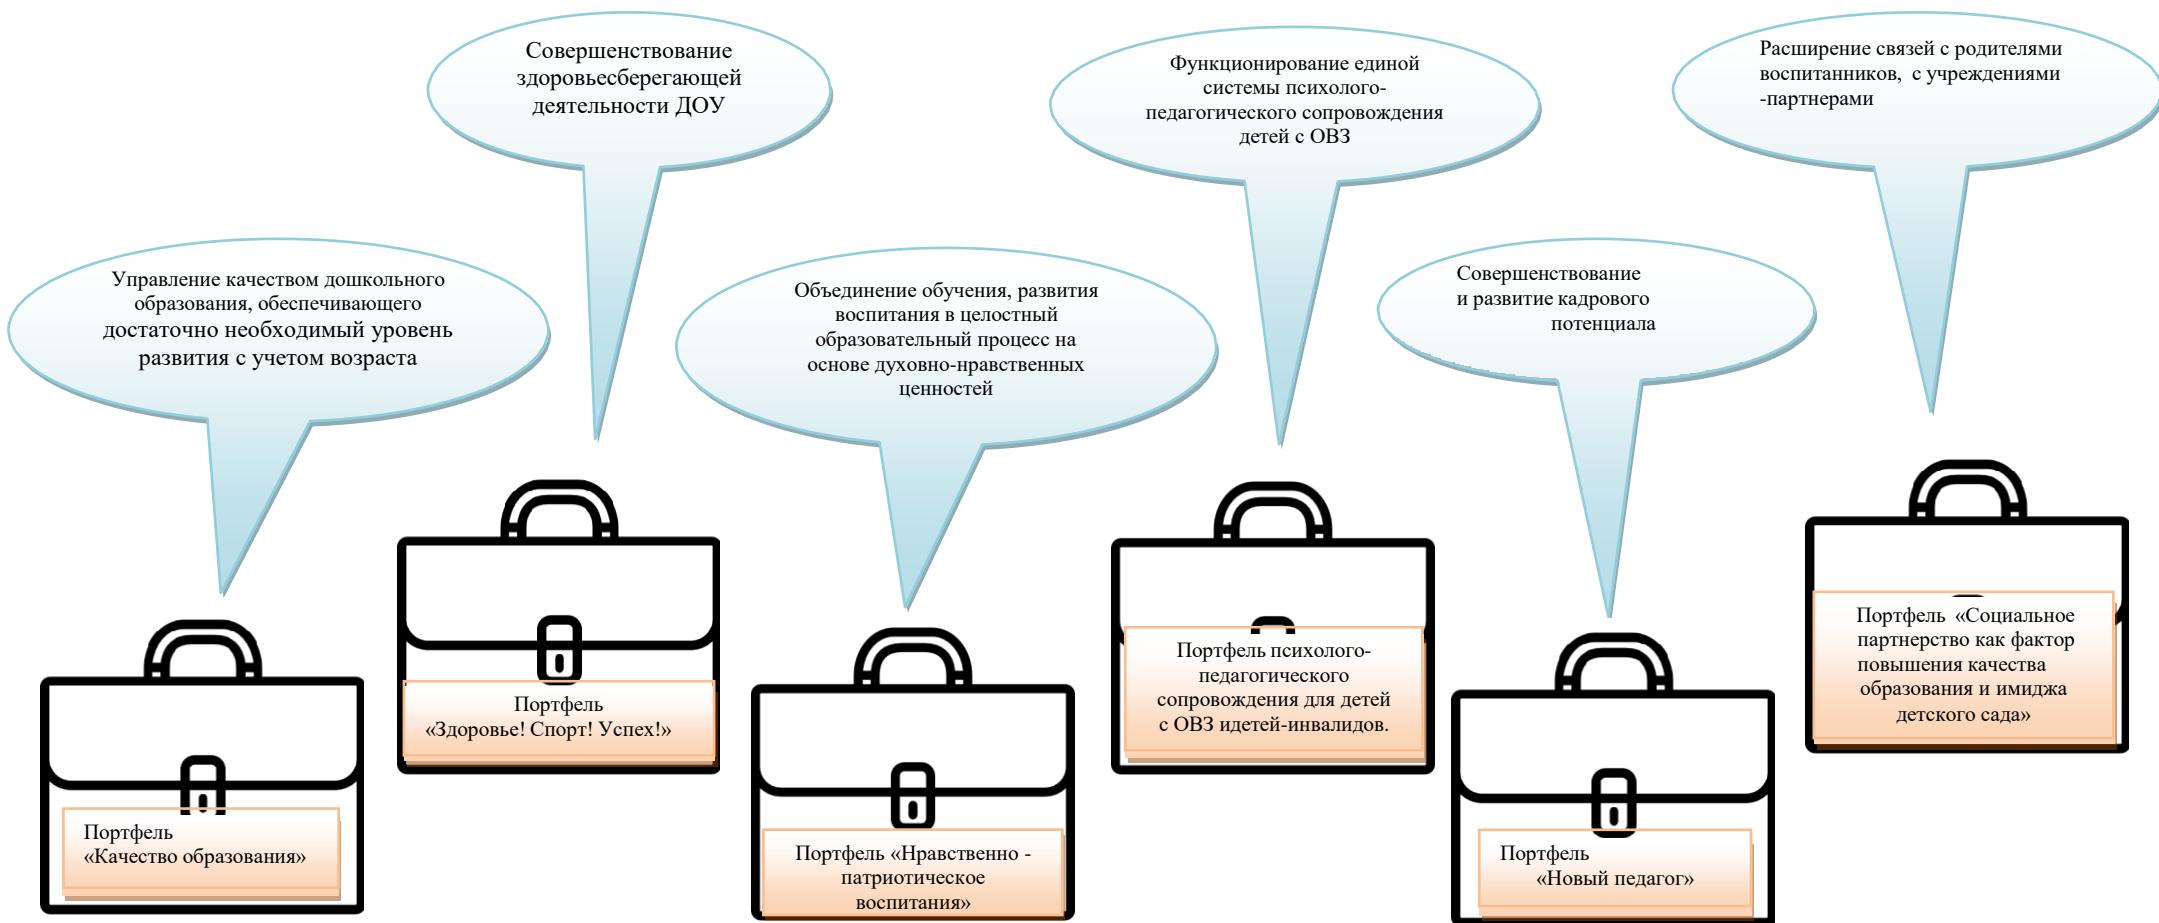 Совершенствование
здоровьесберегающей
деятельности ДОУ
Функционирование единой
системы психолого-
педагогического сопровождения
детей с ОВЗ
Расширение связей с родителями
воспитанников, с учреждениями
-партнерами
Управление качеством дошкольного
образования, обеспечивающего
достаточно необходимый уровень
развития с учетом возраста
Объединение обучения, развития
воспитания в целостный
образовательный процесс на
основе духовно-нравственных
ценностей
Совершенствование
и развитие кадрового
потенциала
Портфель
«Качество образования»
Портфель
«Здоровье! Спорт! Успех!»
Портфель «Нравственно -
патриотическое
воспитания»
Портфель психолого-
педагогического
сопровождения для детей
с ОВЗ идетей-инвалидов.
Портфель
«Новый педагог»
Портфель «Социальное
партнерство как фактор
повышения качества
образования и имиджа
детского сада»